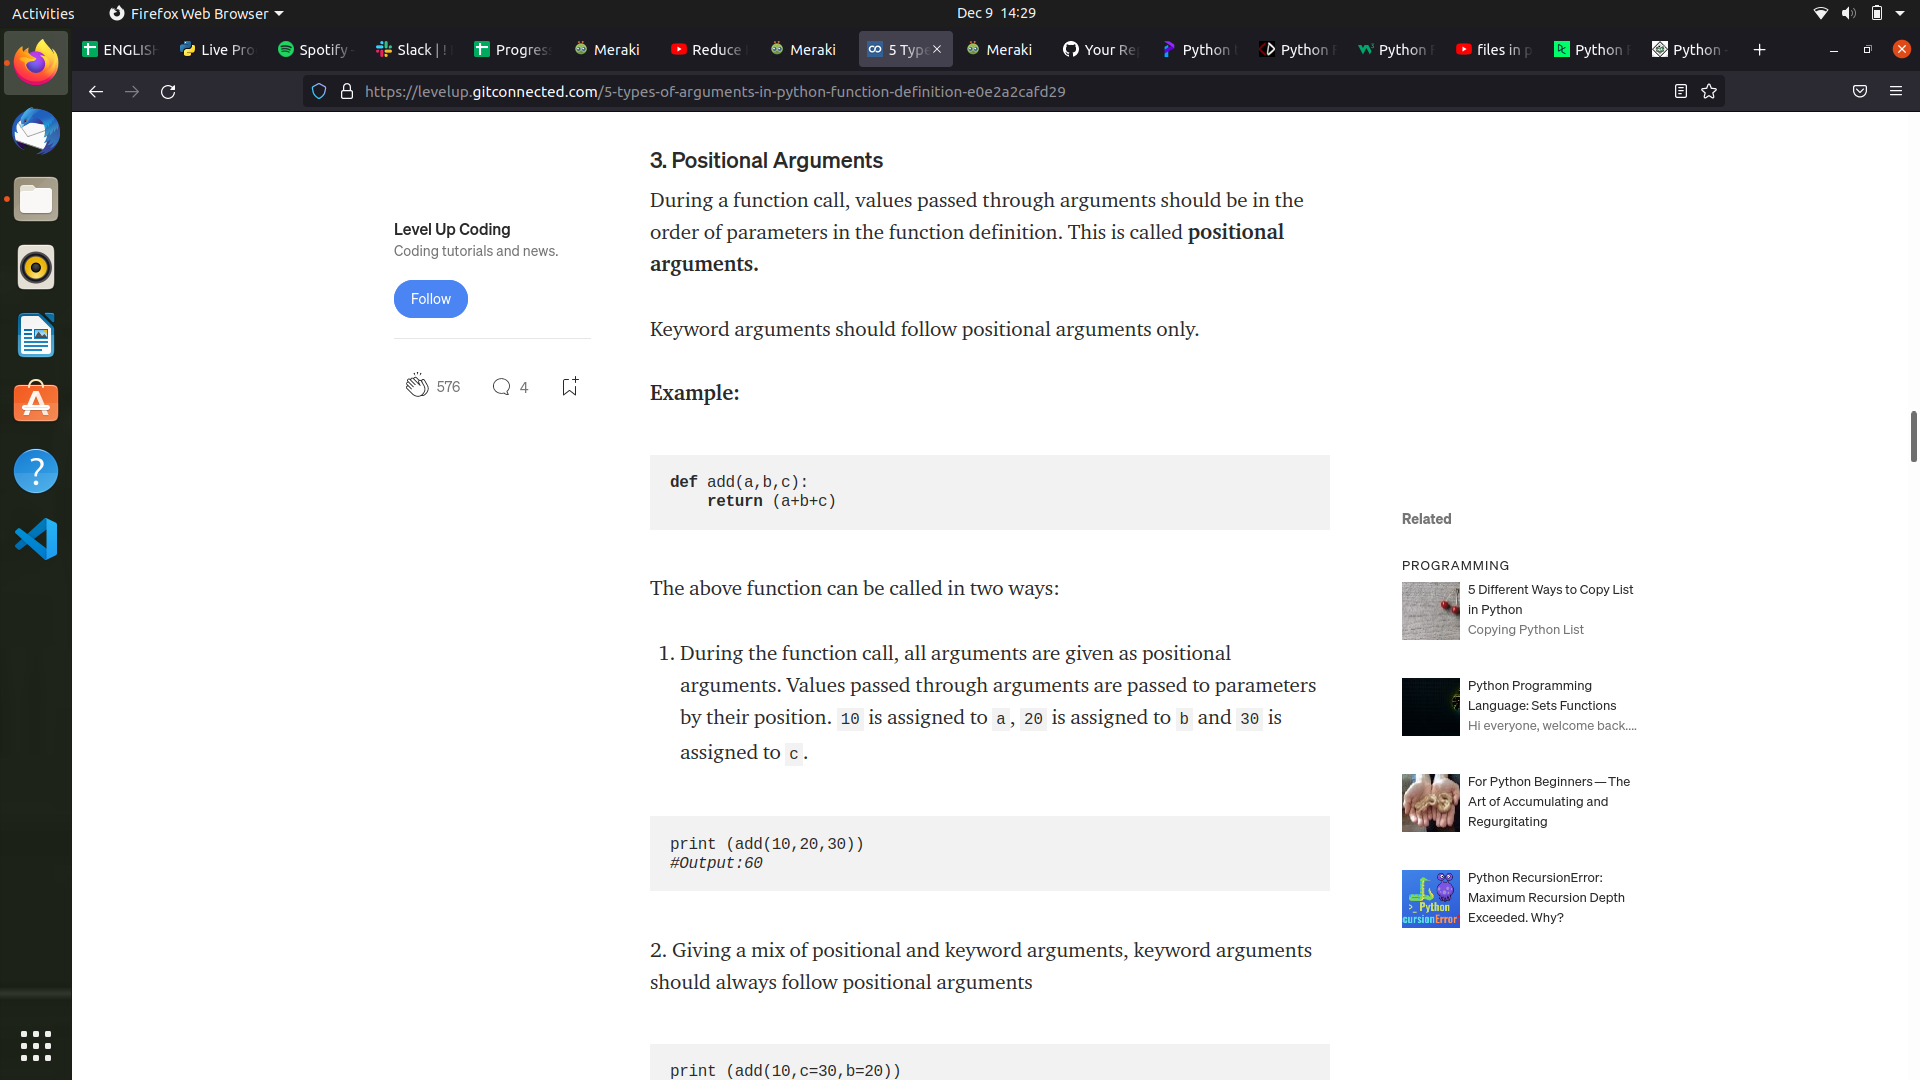 Activities
Firefox Web Browser
Dec 9 14:29
ENGLISH
Live Pro
Spotify
Slack | !
Progress
Meraki
Reduce
Meraki
5 Type
Meraki
Your Rep
Python
Python
Python F
files in p
Python
Python
https://levelup.gitconnected.com/5-types-of-arguments-in-python-function-definition-e0e2a2cafd29
Level Up Coding
Coding tutorials and news.
Follow
576
4
3. Positional Arguments
During a function call, values passed through arguments should be in the
order of parameters in the function definition. This is called positional
arguments.
Keyword arguments should follow positional arguments only.
Example:
def add(a,b,c):
return (a+b+c)
The above function can be called in two ways:
1. During the function call, all arguments are given as positional
arguments. Values passed through arguments are passed to parameters
by their position. 10 is assigned to a, 20 is assigned to b and 30 is
assigned to c.
print (add(10,20,30))
#Output:60
2. Giving a mix of positional and keyword arguments, keyword arguments
should always follow positional arguments
print (add(10,c=30,b=20))
Related
PROGRAMMING
5 Different Ways to Copy List
in Python
Copying Python List
Python Programming
Language: Sets Functions
Hi everyone, welcome back....
For Python Beginners — The
Art of Accumulating and
Regurgitating
>_ Python
cursionError
Python RecursionError:
Maximum Recursion Depth
Exceeded. Why?